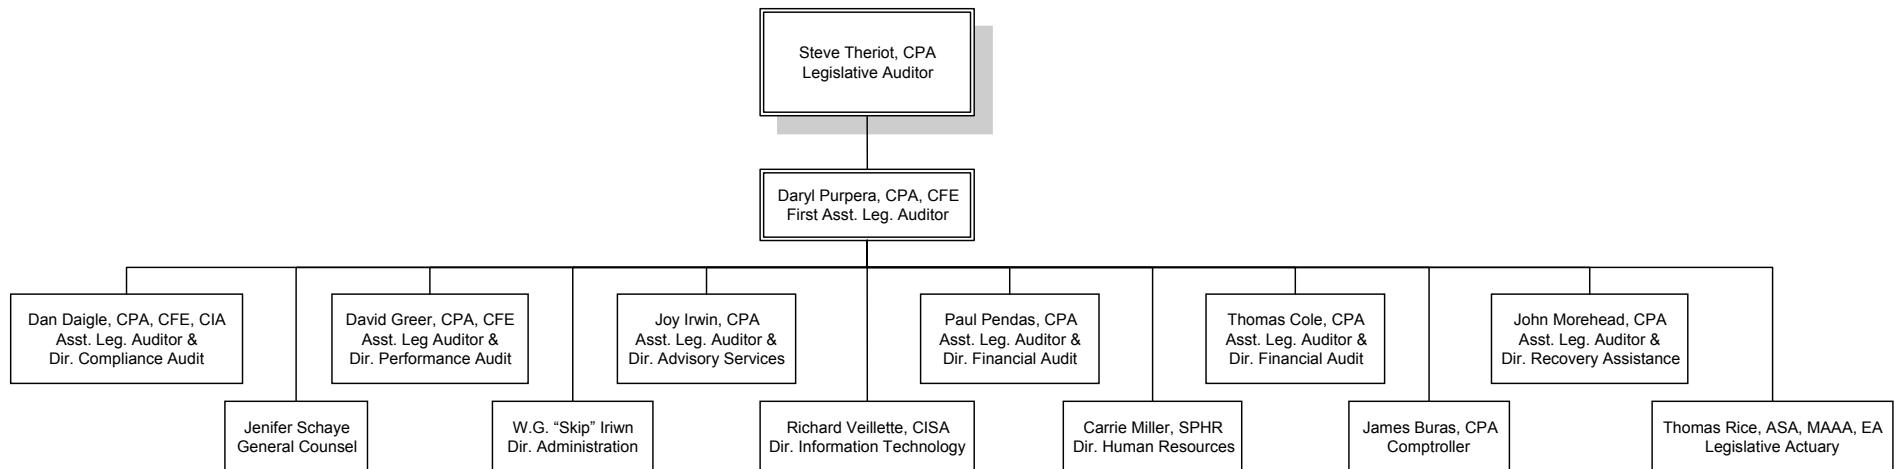 Steve Theriot, CPA
Legislative Auditor
Daryl Purpera, CPA, CFE
First Asst. Leg. Auditor
Dan Daigle, CPA, CFE, CIA
Asst. Leg. Auditor &
Dir. Compliance Audit
David Greer, CPA, CFE
Asst. Leg Auditor &
Dir. Performance Audit
Joy Irwin, CPA
Asst. Leg. Auditor &
Dir. Advisory Services
Paul Pendas, CPA
Asst. Leg. Auditor &
Dir. Financial Audit
Thomas Cole, CPA
Asst. Leg. Auditor &
Dir. Financial Audit
John Morehead, CPA
Asst. Leg. Auditor &
Dir. Recovery Assistance
Jenifer Schaye
General Counsel
W.G. “Skip” Iriwn
Dir. Administration
Richard Veillette, CISA
Dir. Information Technology
Carrie Miller, SPHR
Dir. Human Resources
James Buras, CPA
Comptroller
Thomas Rice, ASA, MAAA, EA
Legislative Actuary